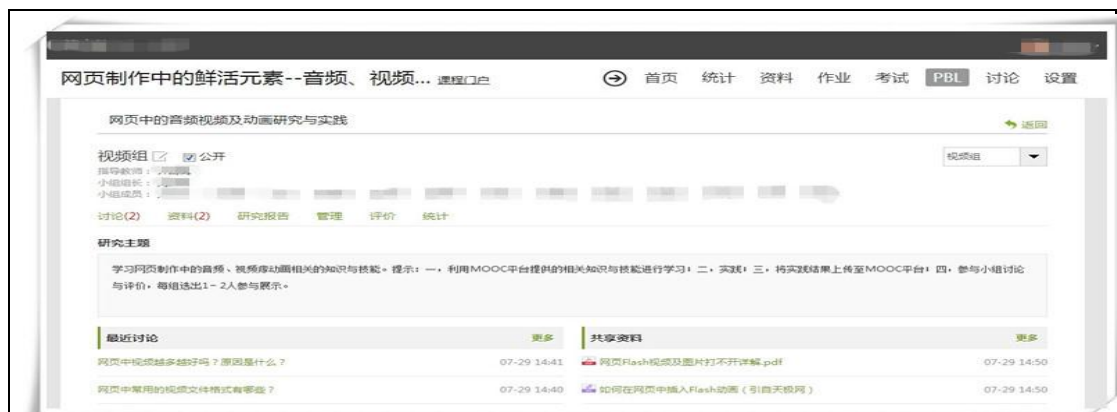 网页制作中的鲜活元素--音频、视频... 课程门户
首页 统计 资料 作业 考试 PBL 讨论 设置
网页中的音频视频及动画研究与实践
返回
视频组 公开
视频组
指导教师：
小组组长：
小组成员：
讨论(2) 资料(2) 研究报告 管理 评价 统计
研究主题
学习网页制作中的音频、视频虑动画相关的知识与技能。提示：一，利用MOOC平台提供的相关知识与技能进行学习；二，实践；三，将实践结果上传至MOOC平台；四，参与小组讨论
与评价，每组选出1-2人参与展示。
最近讨论 更多
网页中视频越多越好吗？原因是什么？ 07-29 14:41
网页中常用的视频文件格式有哪些？ 07-29 14:40
共享资料 更多
网页Flash视频及图片打不开详解.pdf 07-29 14:50
如何在网页中插入Flash动画（引自天极网） 07-29 14:50